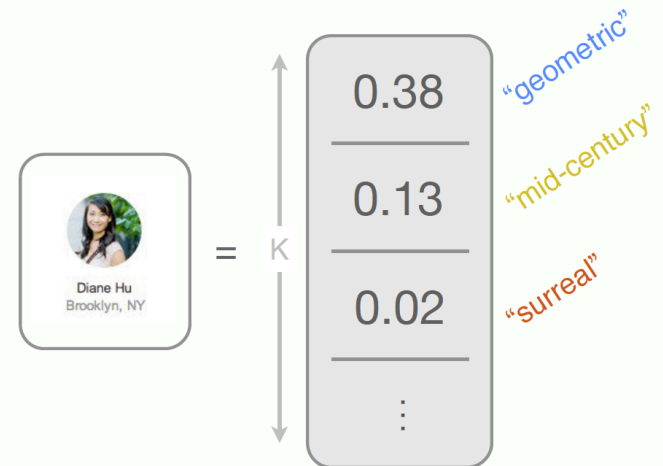 Diane Hu
Brooklyn, NY
=
K
0.38
“geometric”
0.13
“mid-century”
0.02
“surreal”
⋮